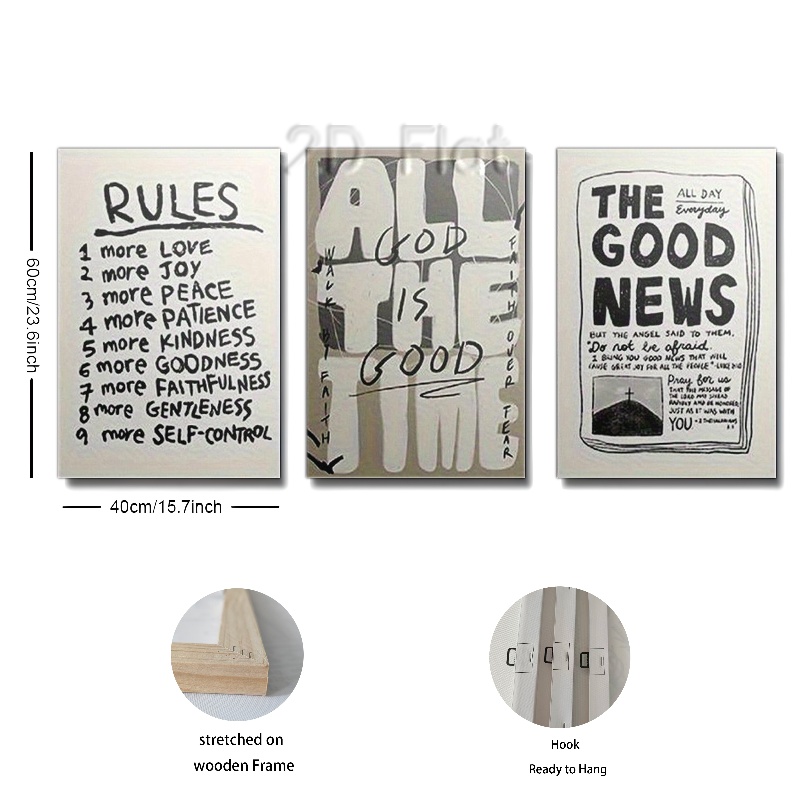 2D Flat
60cm/23.6inch
RULES
1 more LOVE
2 more JOY
3 more PEACE
4 more PATIENCE
5 more KINDNESS
6 more GOODNESS
7 more FAITHFULNESS
8 more GENTLENESS
9 more SELF-CONTROL
40cm/15.7inch
ALL
THE
TIME
GOD
IS
GOOD
WALK BY FAITH
FAITH OVER FEAR
THE
ALL DAY
Everyday
GOOD
NEWS
BUT THE ANGEL SAID TO THEM,
"Do not be afraid.
I BRING YOU GOOD NEWS THAT WILL
CAUSE GREAT JOY FOR ALL THE PEOPLE" -LUKE 2:10
Pray for us
THAT THE MESSAGE OF
THE LORD MAY SPREAD
RAPIDLY AND BE HONORED,
JUST AS IT WAS WITH
YOU
stretched on
wooden Frame
Hook
Ready to Hang